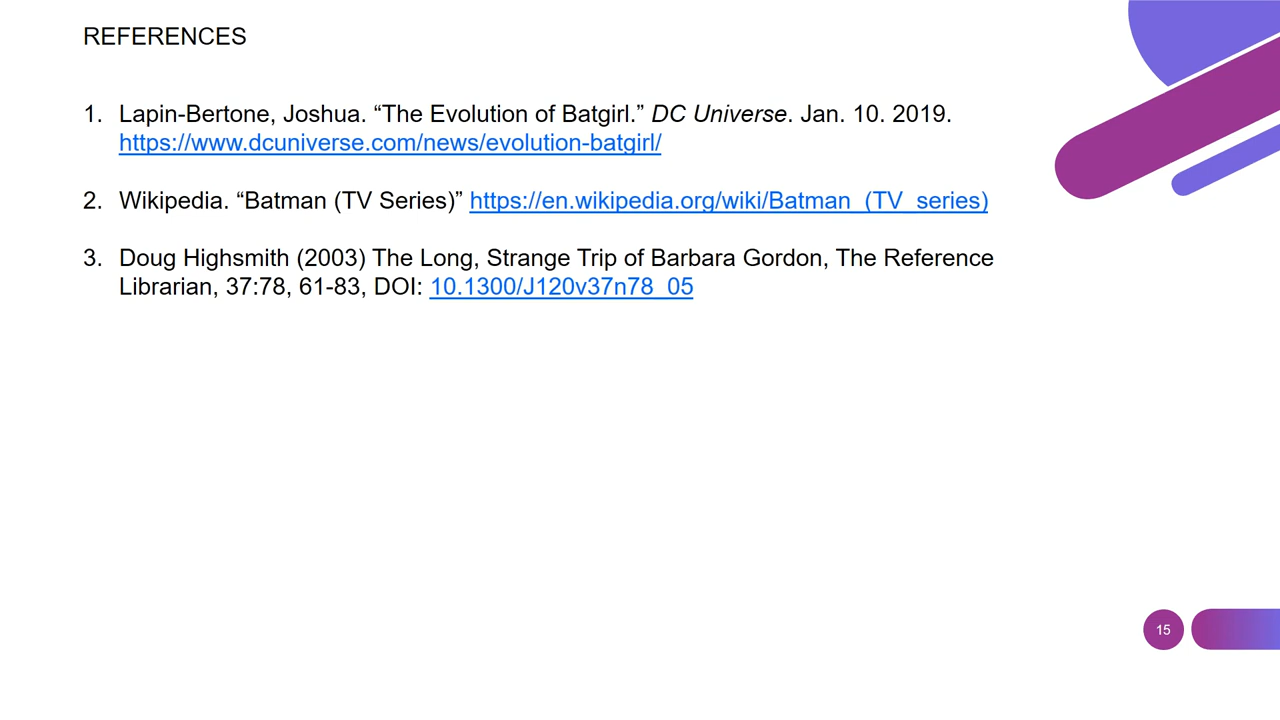 REFERENCES
1. Lapin-Bertone, Joshua. “The Evolution of Batgirl.” DC Universe. Jan. 10. 2019.
https://www.dcuniverse.com/news/evolution-batgirl/
2. Wikipedia. “Batman (TV Series)” https://en.wikipedia.org/wiki/Batman_(TV_series)
3. Doug Highsmith (2003) The Long, Strange Trip of Barbara Gordon, The Reference
Librarian, 37:78, 61-83, DOI: 10.1300/J120v37n78_05
15